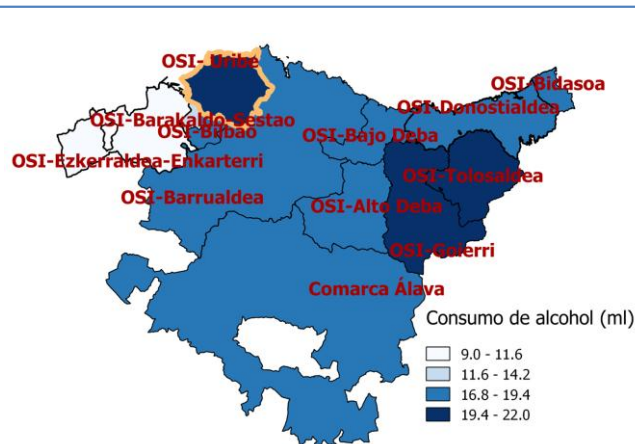 OSI- Uribe
OSI-Bidasoa
OSI-Donostialdea
OSI-Barakaldo-Sestao
OSI-Bilbao
OSI-Bajo Deba
OSI-Ezkerraldea-Enkarterri
OSI-Tolosaldea
OSI-Barrualdea
OSI-Alto Deba
OSI-Goierri
Comarca Álava
Consumo de alcohol (ml)
9.0 - 11.6
11.6 - 14.2
16.8 - 19.4
19.4 - 22.0